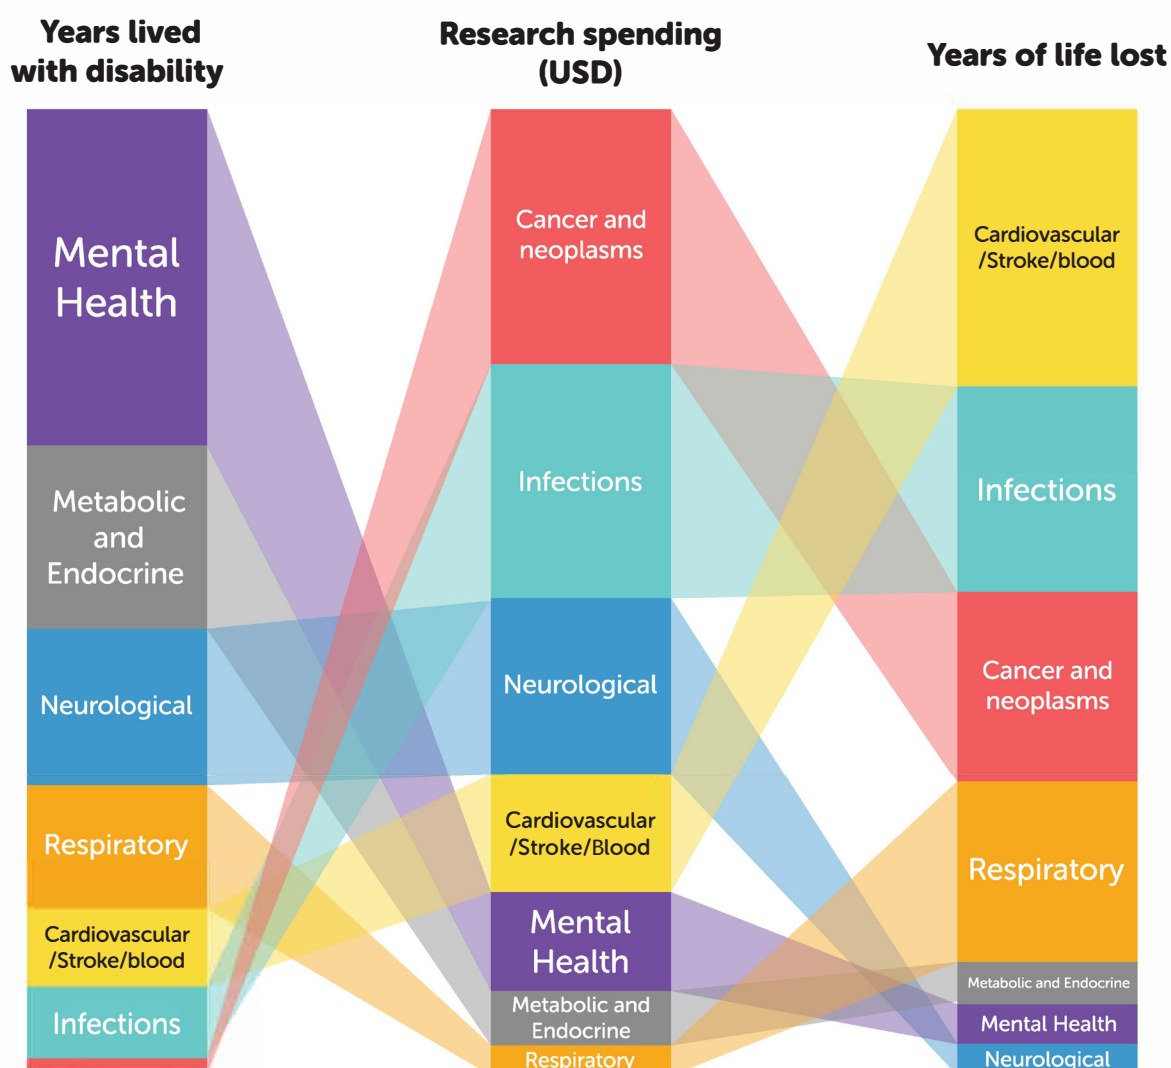 Years lived
with disability
Mental
Health
Metabolic
and
Endocrine
Neurological
Respiratory
Cardiovascular
/Stroke/blood
Infections
Research spending
(USD)
Cancer and
neoplasms
Infections
Neurological
Cardiovascular
/Stroke/Blood
Mental
Health
Metabolic and
Endocrine
Respiratory
Years of life lost
Cardiovascular
/Stroke/blood
Infections
Cancer and
neoplasms
Respiratory
Metabolic and Endocrine
Mental Health
Neurological